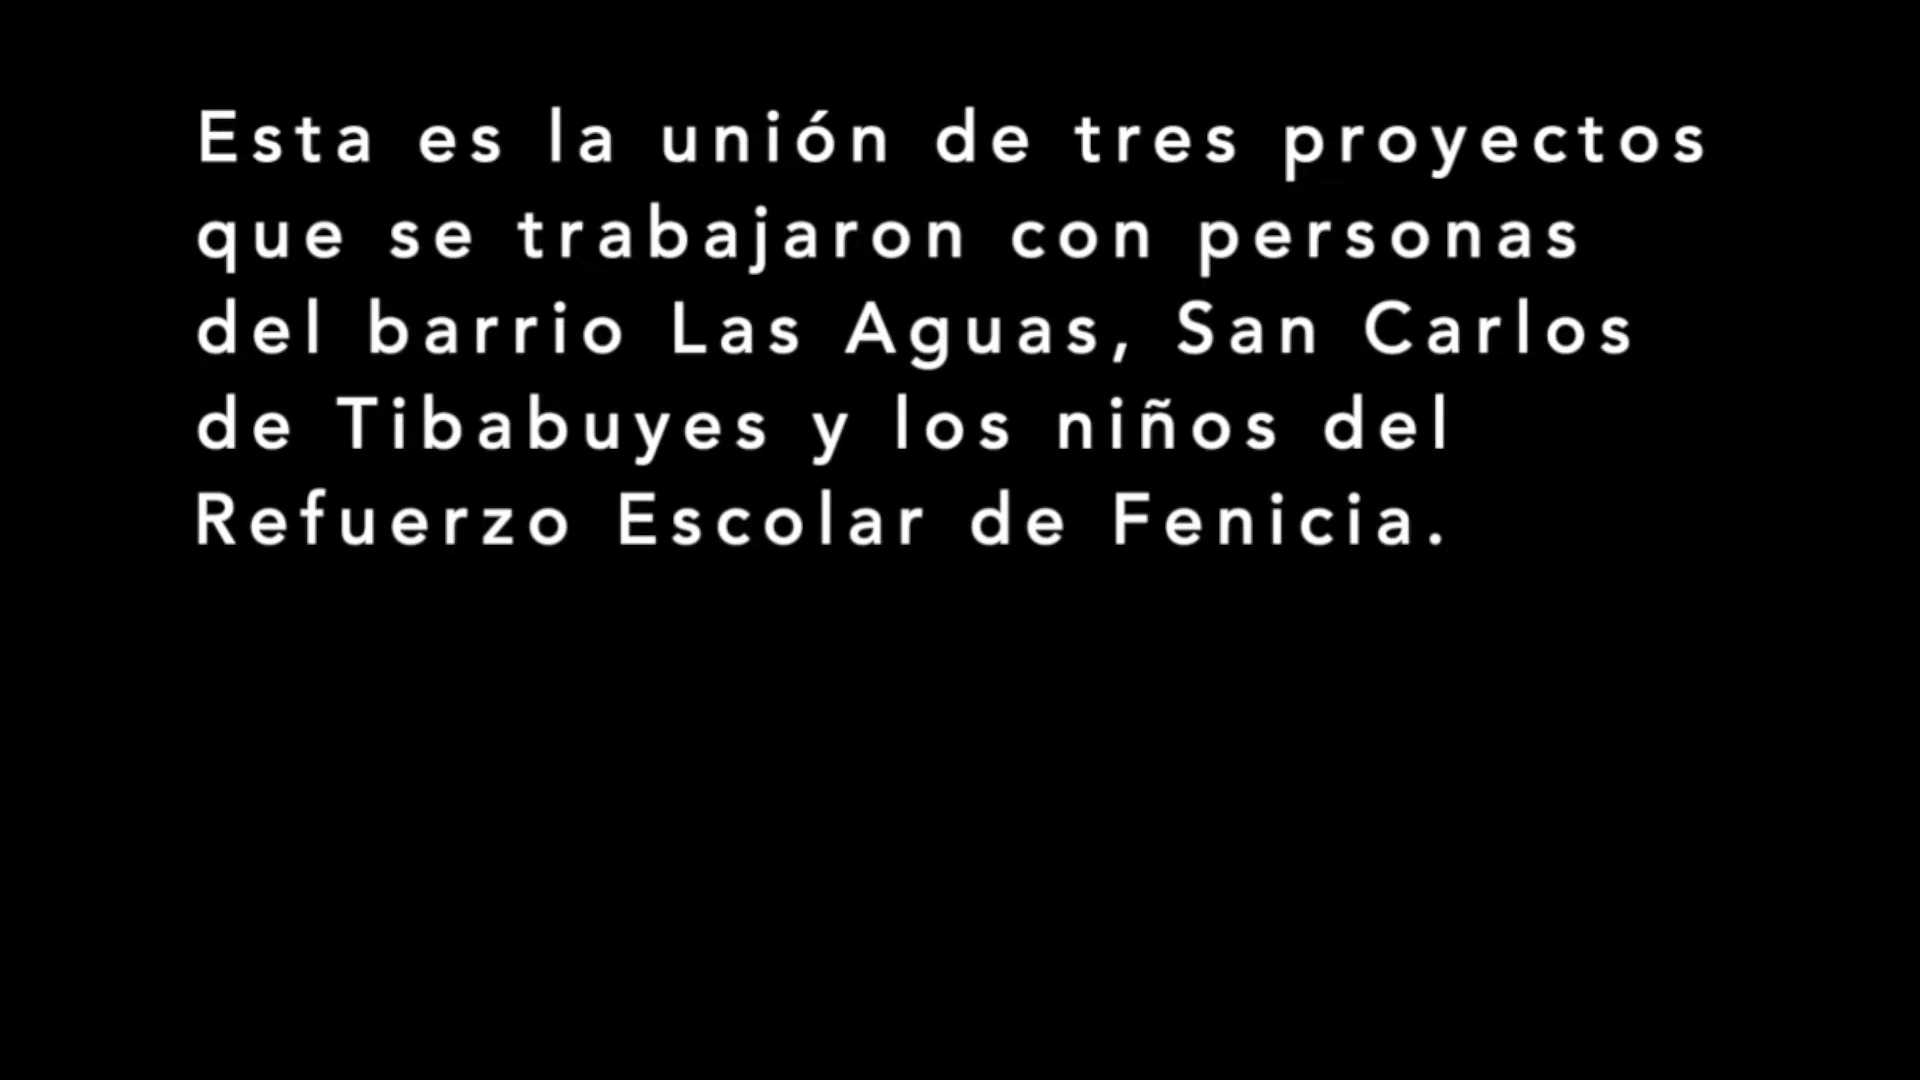 Esta es la unión de tres proyectos
que se trabajaron con personas
del barrio Las Aguas, San Carlos
de Tibabuyes y los niños del
Refuerzo Escolar de Fenicia.